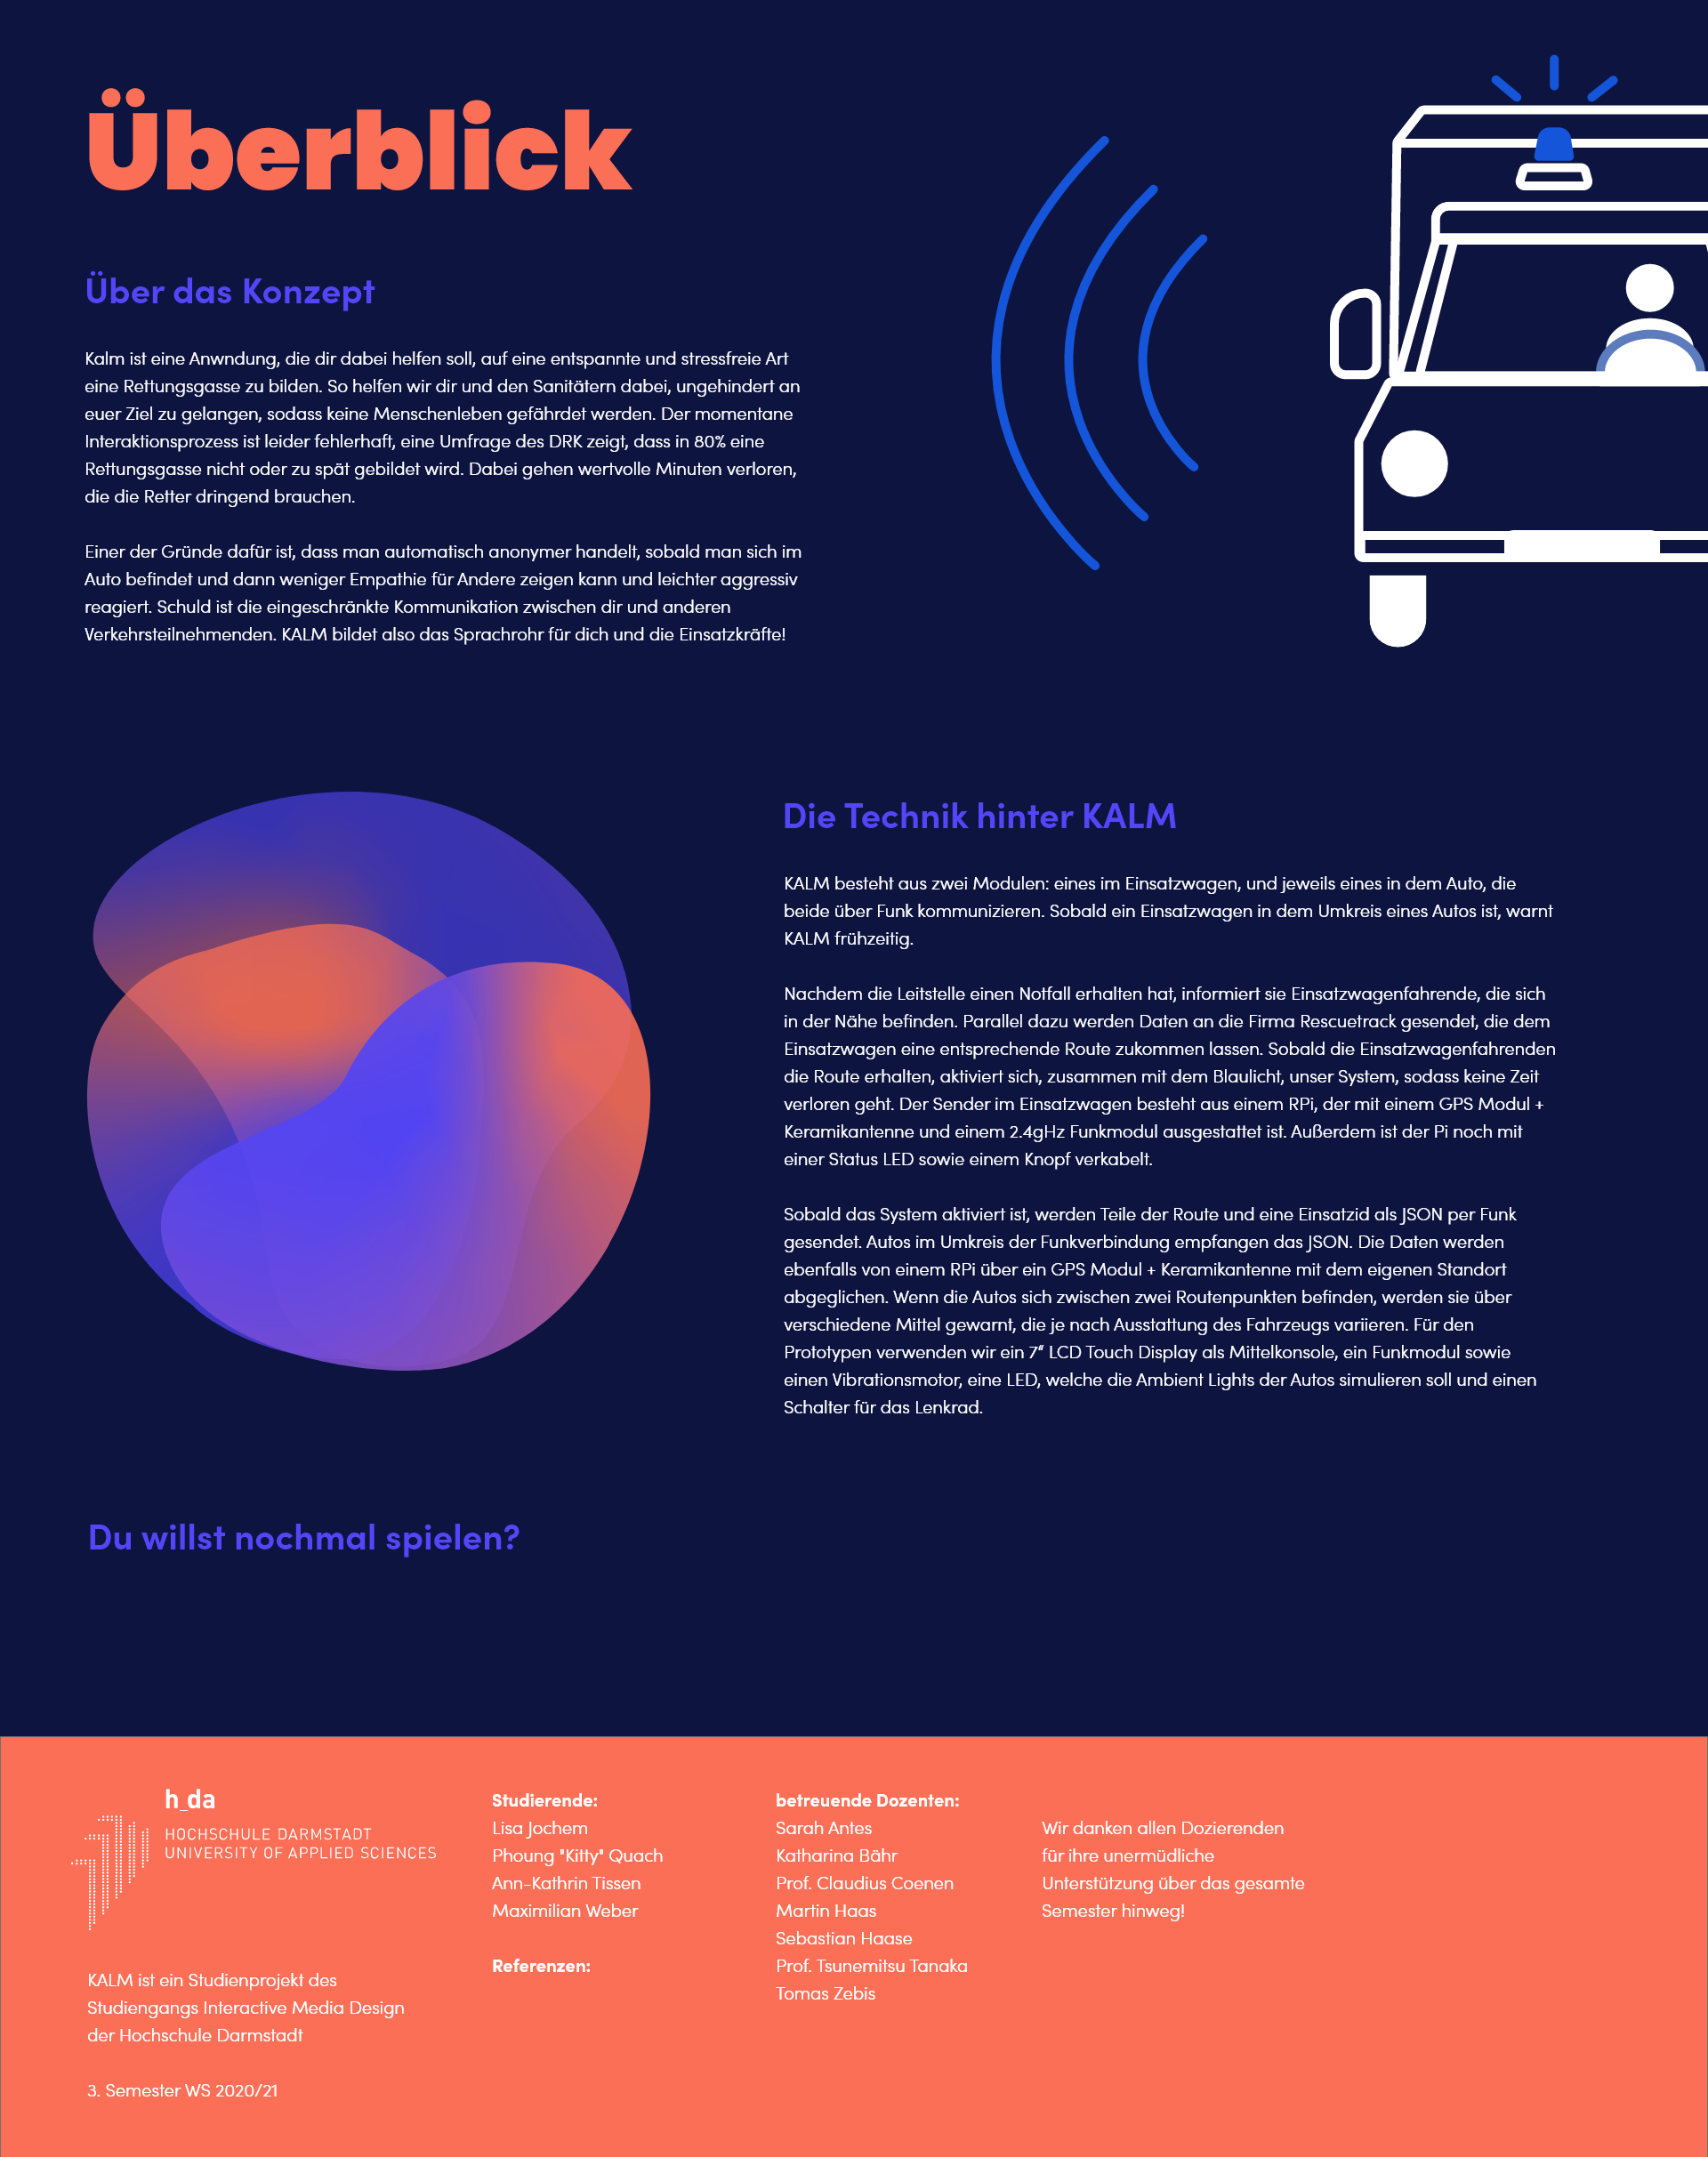 Überblick
Über das Konzept
Kalm ist eine Anwndung, die dir dabei helfen soll, auf eine entspannte und stressfreie Art
eine Rettungsgasse zu bilden. So helfen wir dir und den Sanitätern dabei, ungehindert an
euer Ziel zu gelangen, sodass keine Menschenleben gefährdet werden. Der momentane
Interaktionsprozess ist leider fehlerhaft, eine Umfrage des DRK zeigt, dass in 80% eine
Rettungsgasse nicht oder zu spät gebildet wird. Dabei gehen wertvolle Minuten verloren,
die die Retter dringend brauchen.
Einer der Gründe dafür ist, dass man automatisch anonymer handelt, sobald man sich im
Auto befindet und dann weniger Empathie für Andere zeigen kann und leichter aggressiv
reagiert. Schuld ist die eingeschränkte Kommunikation zwischen dir und anderen
Verkehrsteilnehmenden. KALM bildet also das Sprachrohr für dich und die Einsatzkräfte!
Die Technik hinter KALM
KALM besteht aus zwei Modulen: eines im Einsatzwagen, und jeweils eines in dem Auto, die
beide über Funk kommunizieren. Sobald ein Einsatzwagen in dem Umkreis eines Autos ist, warnt
KALM frühzeitig.
Nachdem die Leitstelle einen Notfall erhalten hat, informiert sie Einsatzwagenfahrende, die sich
in der Nähe befinden. Parallel dazu werden Daten an die Firma Rescuetrack gesendet, die dem
Einsatzwagen eine entsprechende Route zukommen lassen. Sobald die Einsatzwagenfahrenden
die Route erhalten, aktiviert sich, zusammen mit dem Blaulicht, unser System, sodass keine Zeit
verloren geht. Der Sender im Einsatzwagen besteht aus einem RPi, der mit einem GPS Modul +
Keramikantenne und einem 2.4gHz Funkmodul ausgestattet ist. Außerdem ist der Pi noch mit
einer Status LED sowie einem Knopf verkabelt.
Sobald das System aktiviert ist, werden Teile der Route und eine Einsatzid als JSON per Funk
gesendet. Autos im Umkreis der Funkverbindung empfangen das JSON. Die Daten werden
ebenfalls von einem RPi über ein GPS Modul + Keramikantenne mit dem eigenen Standort
abgeglichen. Wenn die Autos sich zwischen zwei Routenpunkten befinden, werden sie über
verschiedene Mittel gewarnt, die je nach Ausstattung des Fahrzeugs variieren. Für den
Prototypen verwenden wir ein 7“ LCD Touch Display als Mittelkonsole, ein Funkmodul sowie
einen Vibrationsmotor, eine LED, welche die Ambient Lights der Autos simulieren soll und einen
Schalter für das Lenkrad.
Du willst nochmal spielen?
h_da
HOCHSCHULE DARMSTADT
UNIVERSITY OF APPLIED SCIENCES
KALM ist ein Studienprojekt des
Studiengangs Interactive Media Design
der Hochschule Darmstadt
3. Semester WS 2020/21
Studierende:
Lisa Jochem
Phoung "Kitty" Quach
Ann-Kathrin Tissen
Maximilian Weber
Referenzen:
betreuende Dozenten:
Sarah Antes
Katharina Bähr
Prof. Claudius Coenen
Martin Haas
Sebastian Haase
Prof. Tsunemitsu Tanaka
Tomas Zebis
Wir danken allen Dozierenden
für ihre unermüdliche
Unterstützung über das gesamte
Semester hinweg!